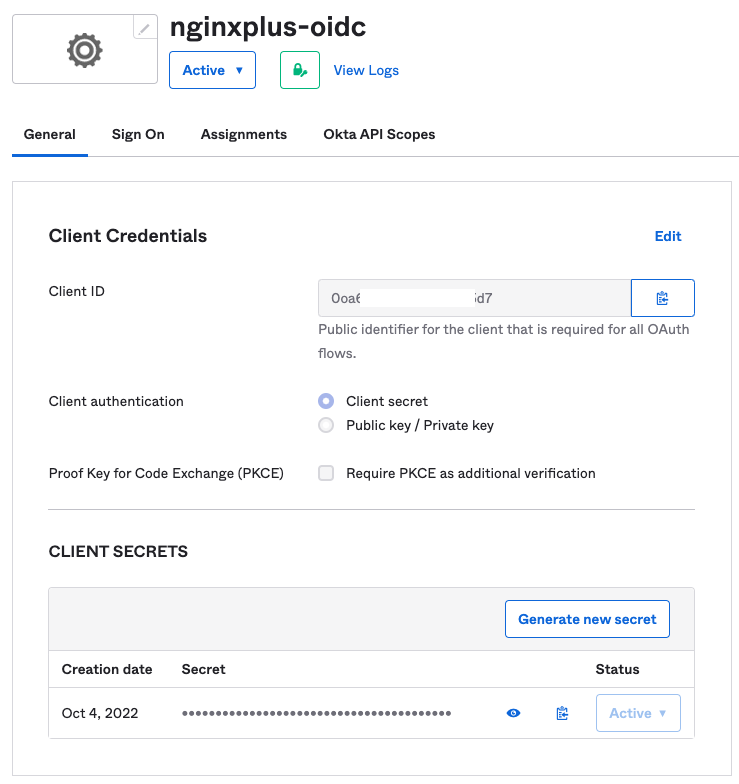 nginxplus-oidc
Active ▼
View Logs
General Sign On Assignments Okta API Scopes
Client Credentials
Edit
Client ID
0oa6 5d7
Public identifier for the client that is required for all OAuth
flows.
Client authentication
Client secret
Public key / Private key
Proof Key for Code Exchange (PKCE)
Require PKCE as additional verification
CLIENT SECRETS
Generate new secret
Creation date Secret Status
Oct 4, 2022 •••••••••••••••••••••••••••••••••••••••• Active ▼